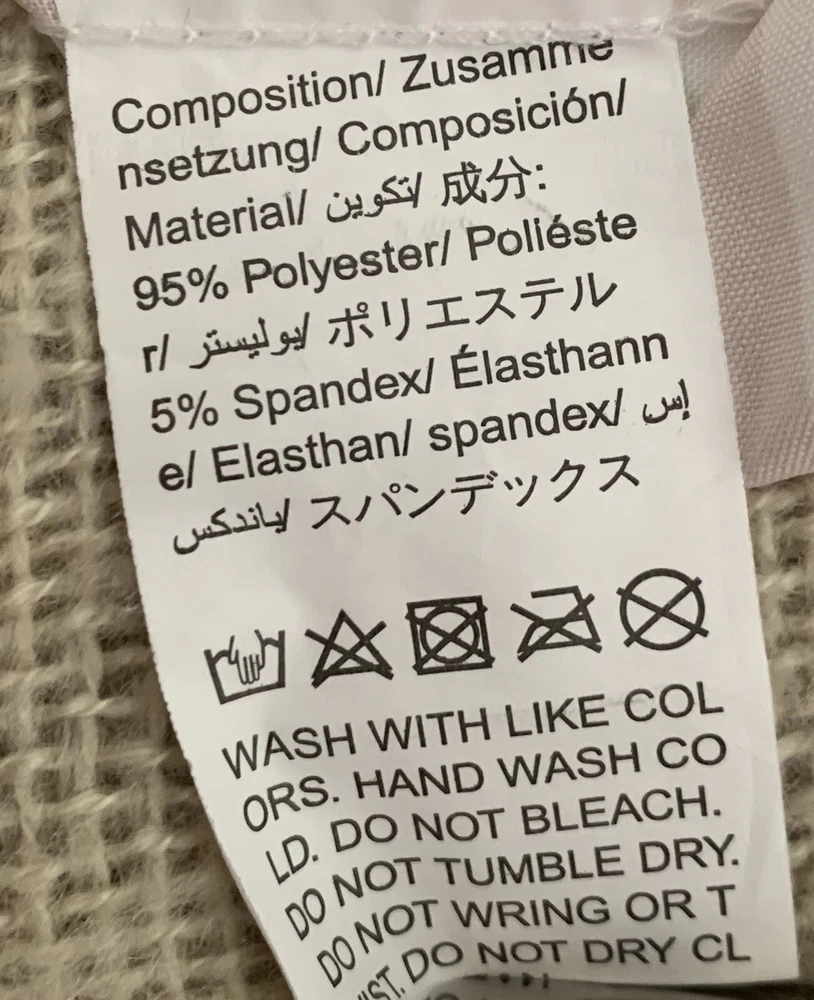 Composition/ Zusamme
nsetzung/ Composición/
Material/ تكوين/ 成分:
95% Polyester/ Poliéste
r/ بوليستر/ ポリエステル
5% Spandex/ Élasthann
e/ Elasthan/ spandex/ إس
باندكس/ スパンデックス
WASH WITH LIKE COL
ORS. HAND WASH CO
LD. DO NOT BLEACH.
DO NOT TUMBLE DRY.
DO NOT WRING OR T
IST. DO NOT DRY CL